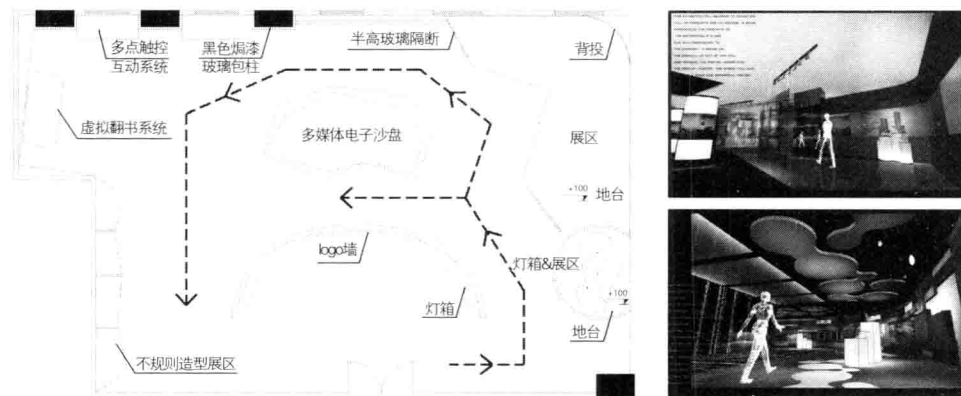 多点触控
互动系统
黑色焗漆
玻璃包柱
半高玻璃隔断
背投
虚拟翻书系统
多媒体电子沙盘
展区
+100
地台
logo墙
灯箱&展区
灯箱
+100
地台
不规则造型展区